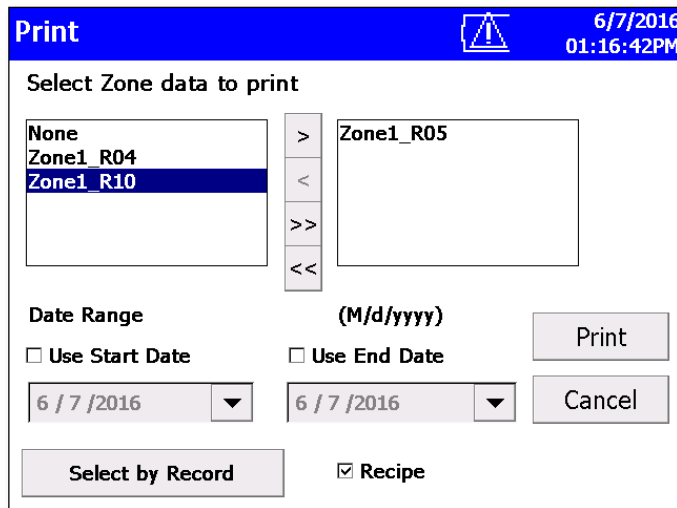 Print
6/7/2016
01:16:42PM
Select Zone data to print
None
Zone1_R04
Zone1_R10
>
<
>>
<<
Zone1_R05
Date Range
(M/d/yyyy)
Use Start Date
Use End Date
6 / 7 /2016
6 / 7 /2016
Print
Cancel
Select by Record
Recipe